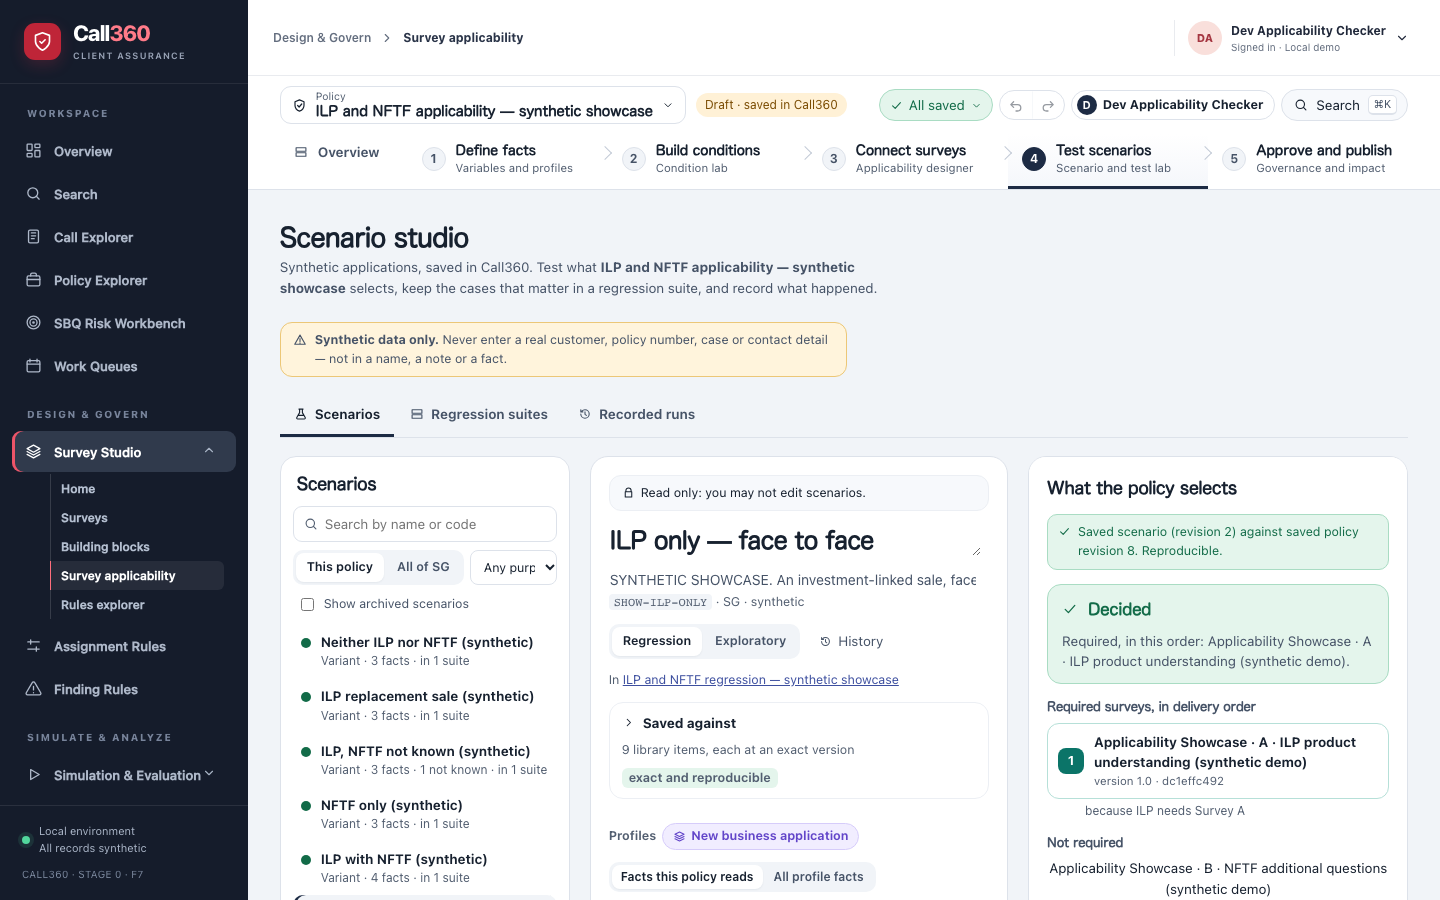 Call360
CLIENT ASSURANCE
WORKSPACE
Overview
Search
Call Explorer
Policy Explorer
SBQ Risk Workbench
Work Queues
DESIGN & GOVERN
Survey Studio
Home
Surveys
Building blocks
Survey applicability
Rules explorer
Assignment Rules
Finding Rules
SIMULATE & ANALYZE
Simulation & Evaluation
Local environment
All records synthetic
CALL360 · STAGE 0 · F7
Design & Govern > Survey applicability
DA
Dev Applicability Checker
Signed in · Local demo
Policy
ILP and NFTF applicability — synthetic showcase
Draft · saved in Call360
All saved
D Dev Applicability Checker
Search ⌘K
Overview
1 Define facts
Variables and profiles
2 Build conditions
Condition lab
3 Connect surveys
Applicability designer
4 Test scenarios
Scenario and test lab
5 Approve and publish
Governance and impact
Scenario studio
Synthetic applications, saved in Call360. Test what ILP and NFTF applicability — synthetic
showcase selects, keep the cases that matter in a regression suite, and record what happened.
Synthetic data only. Never enter a real customer, policy number, case or contact detail
— not in a name, a note or a fact.
Scenarios
Regression suites
Recorded runs
Scenarios
Search by name or code
This policy
All of SG
Any purp
Show archived scenarios
Neither ILP nor NFTF (synthetic)
Variant · 3 facts · in 1 suite
ILP replacement sale (synthetic)
Variant · 3 facts · in 1 suite
ILP, NFTF not known (synthetic)
Variant · 3 facts · 1 not known · in 1 suite
NFTF only (synthetic)
Variant · 3 facts · in 1 suite
ILP with NFTF (synthetic)
Variant · 4 facts · in 1 suite
Read only: you may not edit scenarios.
ILP only — face to face
SYNTHETIC SHOWCASE. An investment-linked sale, face
SHOW-ILP-ONLY · SG · synthetic
Regression
Exploratory
History
In ILP and NFTF regression — synthetic showcase
Saved against
9 library items, each at an exact version
exact and reproducible
Profiles
New business application
Facts this policy reads
All profile facts
What the policy selects
Saved scenario (revision 2) against saved policy
revision 8. Reproducible.
Decided
Required, in this order: Applicability Showcase · A
· ILP product understanding (synthetic demo).
Required surveys, in delivery order
1
Applicability Showcase · A · ILP product
understanding (synthetic demo)
version 1.0 · dc1effc492
because ILP needs Survey A
Not required
Applicability Showcase · B · NFTF additional questions
(synthetic demo)